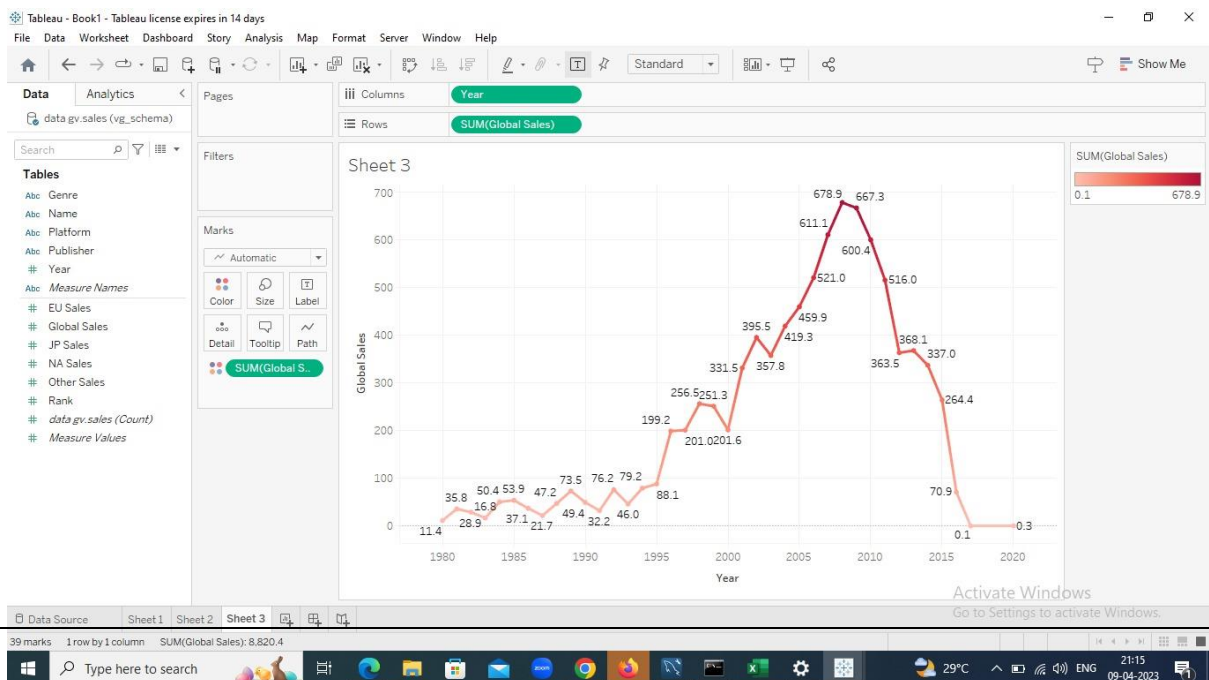 Tableau - Book1 - Tableau license expires in 14 days
File Data Worksheet Dashboard Story Analysis Map Format Server Window Help
Standard
Show Me
Data Analytics
Pages
Columns Year
data gv.sales (vg_schema)
Rows SUM(Global Sales)
Search
Tables
Abc Genre
Abc Name
Abc Platform
Abc Publisher
# Year
Abc Measure Names
# EU Sales
# Global Sales
# JP Sales
# NA Sales
# Other Sales
# Rank
# data gv.sales (Count)
# Measure Values
Filters
Marks
Automatic
Color Size Label
Detail Tooltip Path
SUM(Global S..
Sheet 3
Global Sales
700
600
500
400
300
200
100
0
11.4
35.8
28.9
16.8
50.4
53.9
37.1
21.7
47.2
73.5
49.4
32.2
76.2
46.0
79.2
88.1
199.2
201.0
256.5
251.3
201.6
331.5
395.5
357.8
419.3
459.9
521.0
611.1
678.9
667.3
600.4
516.0
363.5
368.1
337.0
264.4
70.9
0.1
0.3
1980 1985 1990 1995 2000 2005 2010 2015 2020
Year
SUM(Global Sales)
0.1 678.9
Activate Windows
Go to Settings to activate Windows.
Data Source Sheet 1 Sheet 2 Sheet 3
39 marks 1 row by 1 column SUM(Global Sales): 8,820.4
Type here to search
zoom
29°C
ENG
21:15
09-04-2023
1